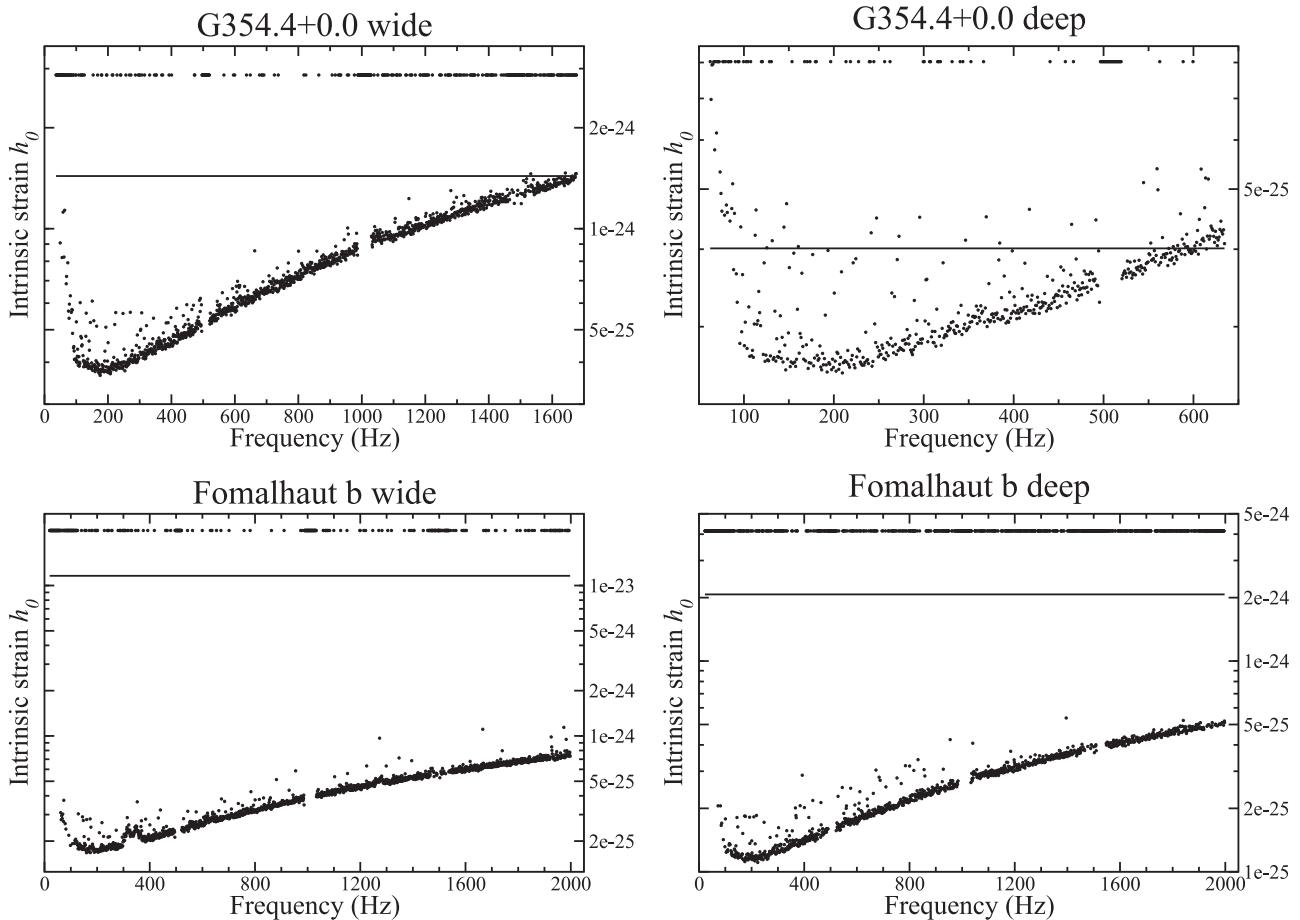 G354.4+0.0 wide
Intrinsic strain h0
2e-24
1e-24
5e-25
0 200 400 600 800 1000 1200 1400 1600
Frequency (Hz)
G354.4+0.0 deep
Intrinsic strain h0
5e-25
100 200 300 400 500 600
Frequency (Hz)
Fomalhaut b wide
Intrinsic strain h0
1e-23
5e-24
2e-24
1e-24
5e-25
2e-25
0 400 800 1200 1600 2000
Frequency (Hz)
Fomalhaut b deep
Intrinsic strain h0
5e-24
2e-24
1e-24
5e-25
2e-25
1e-25
0 400 800 1200 1600 2000
Frequency (Hz)